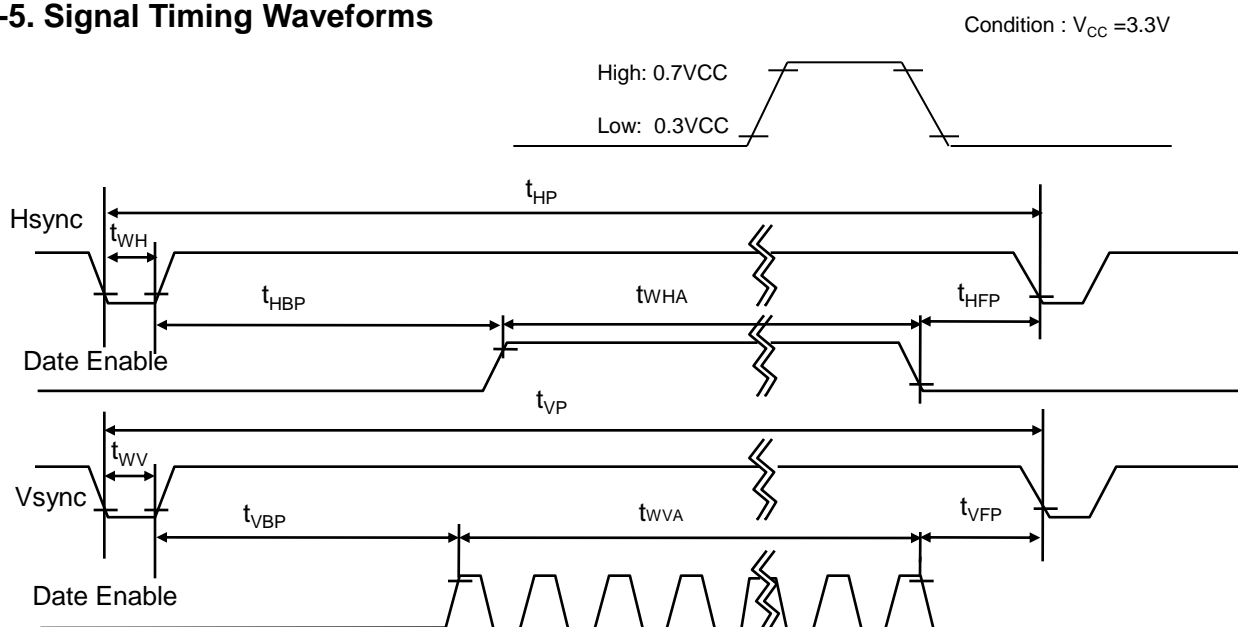 -5. Signal Timing Waveforms
Condition : VCC =3.3V
High: 0.7VCC
Low: 0.3VCC
tHP
Hsync
tWH
tHBP
tWHA
tHFP
Date Enable
tVP
tWV
Vsync
tVBP
tWVA
tVFP
Date Enable